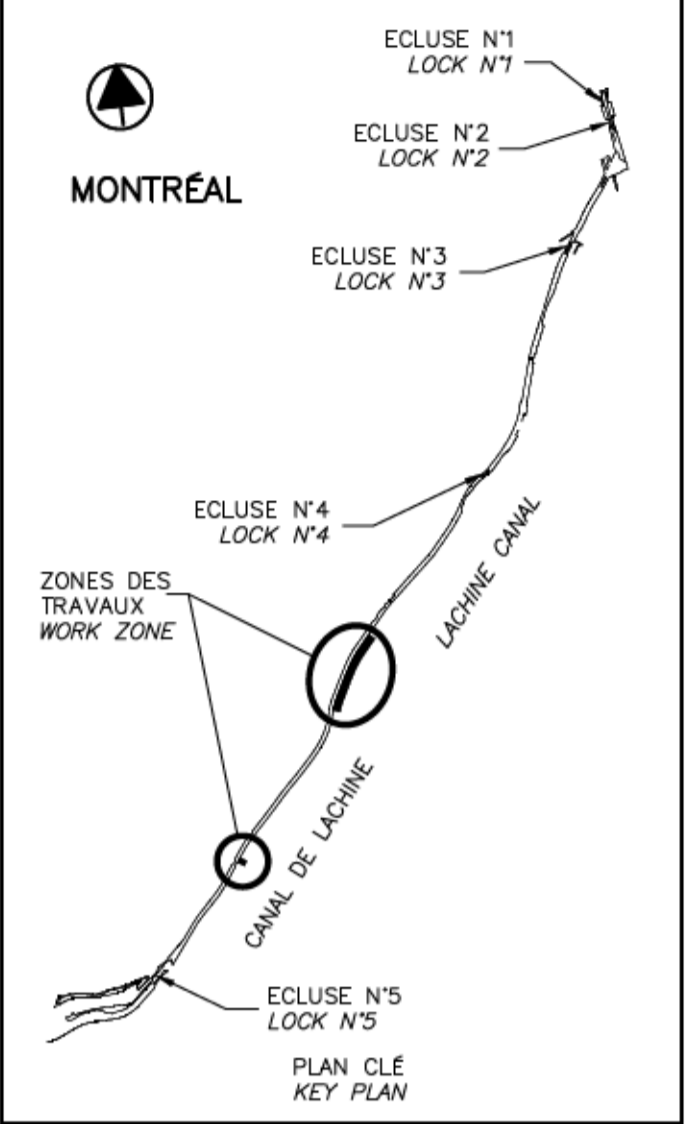 ECLUSE N°1
LOCK N°1
ECLUSE N°2
LOCK N°2
MONTRÉAL
ECLUSE N°3
LOCK N°3
ECLUSE N°4
LOCK N°4
LACHINE CANAL
ZONES DES
TRAVAUX
WORK ZONE
CANAL DE LACHINE
ECLUSE N°5
LOCK N°5
PLAN CLÉ
KEY PLAN